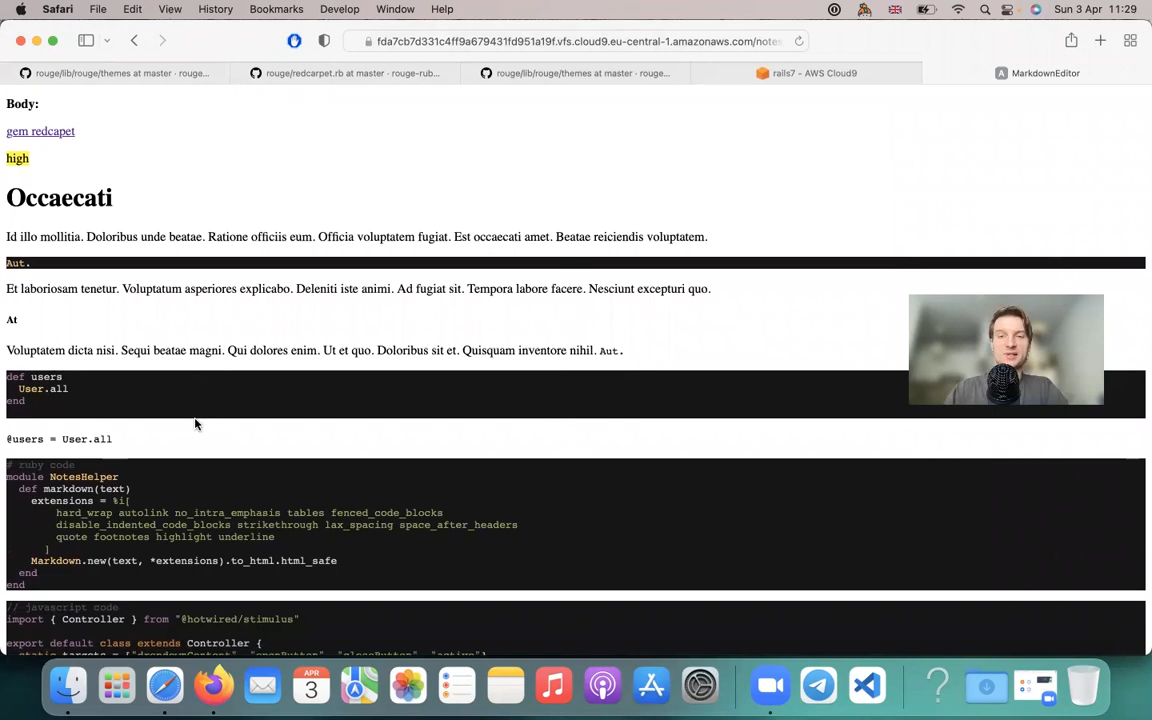 Safari File Edit View History Bookmarks Develop Window Help Sun 3 Apr 11:29
fda7cb7d331c4ff9a679431fd951a19f.vfs.cloud9.eu-central-1.amazonaws.com/notes
rouge/lib/rouge/themes at master · rouge... rouge/redcarpet.rb at master · rouge-rub... rouge/lib/rouge/themes at master · rouge... rails7 - AWS Cloud9 MarkdownEditor
Body:
gem redcapet
high
Occaecati
Id illo mollitia. Doloribus unde beatae. Ratione officiis eum. Officia voluptatem fugiat. Est occaecati amet. Beatae reiciendis voluptatem.
Aut.
Et laboriosam tenetur. Voluptatum asperiores explicabo. Deleniti iste animi. Ad fugiat sit. Tempora labore facere. Nesciunt excepturi quo.
At
Voluptatem dicta nisi. Sequi beatae magni. Qui dolores enim. Ut et quo. Doloribus sit et. Quisquam inventore nihil. Aut.
def users
User.all
end
@users = User.all
# ruby code
module NotesHelper
def markdown(text)
extensions = %i[
hard_wrap autolink no_intra_emphasis tables fenced_code_blocks
disable_indented_code_blocks strikethrough lax_spacing space_after_headers
quote footnotes highlight underline
]
Markdown.new(text, *extensions).to_html.html_safe
end
end
// javascript code
import { Controller } from "@hotwired/stimulus"
export default class extends Controller {
APR
3